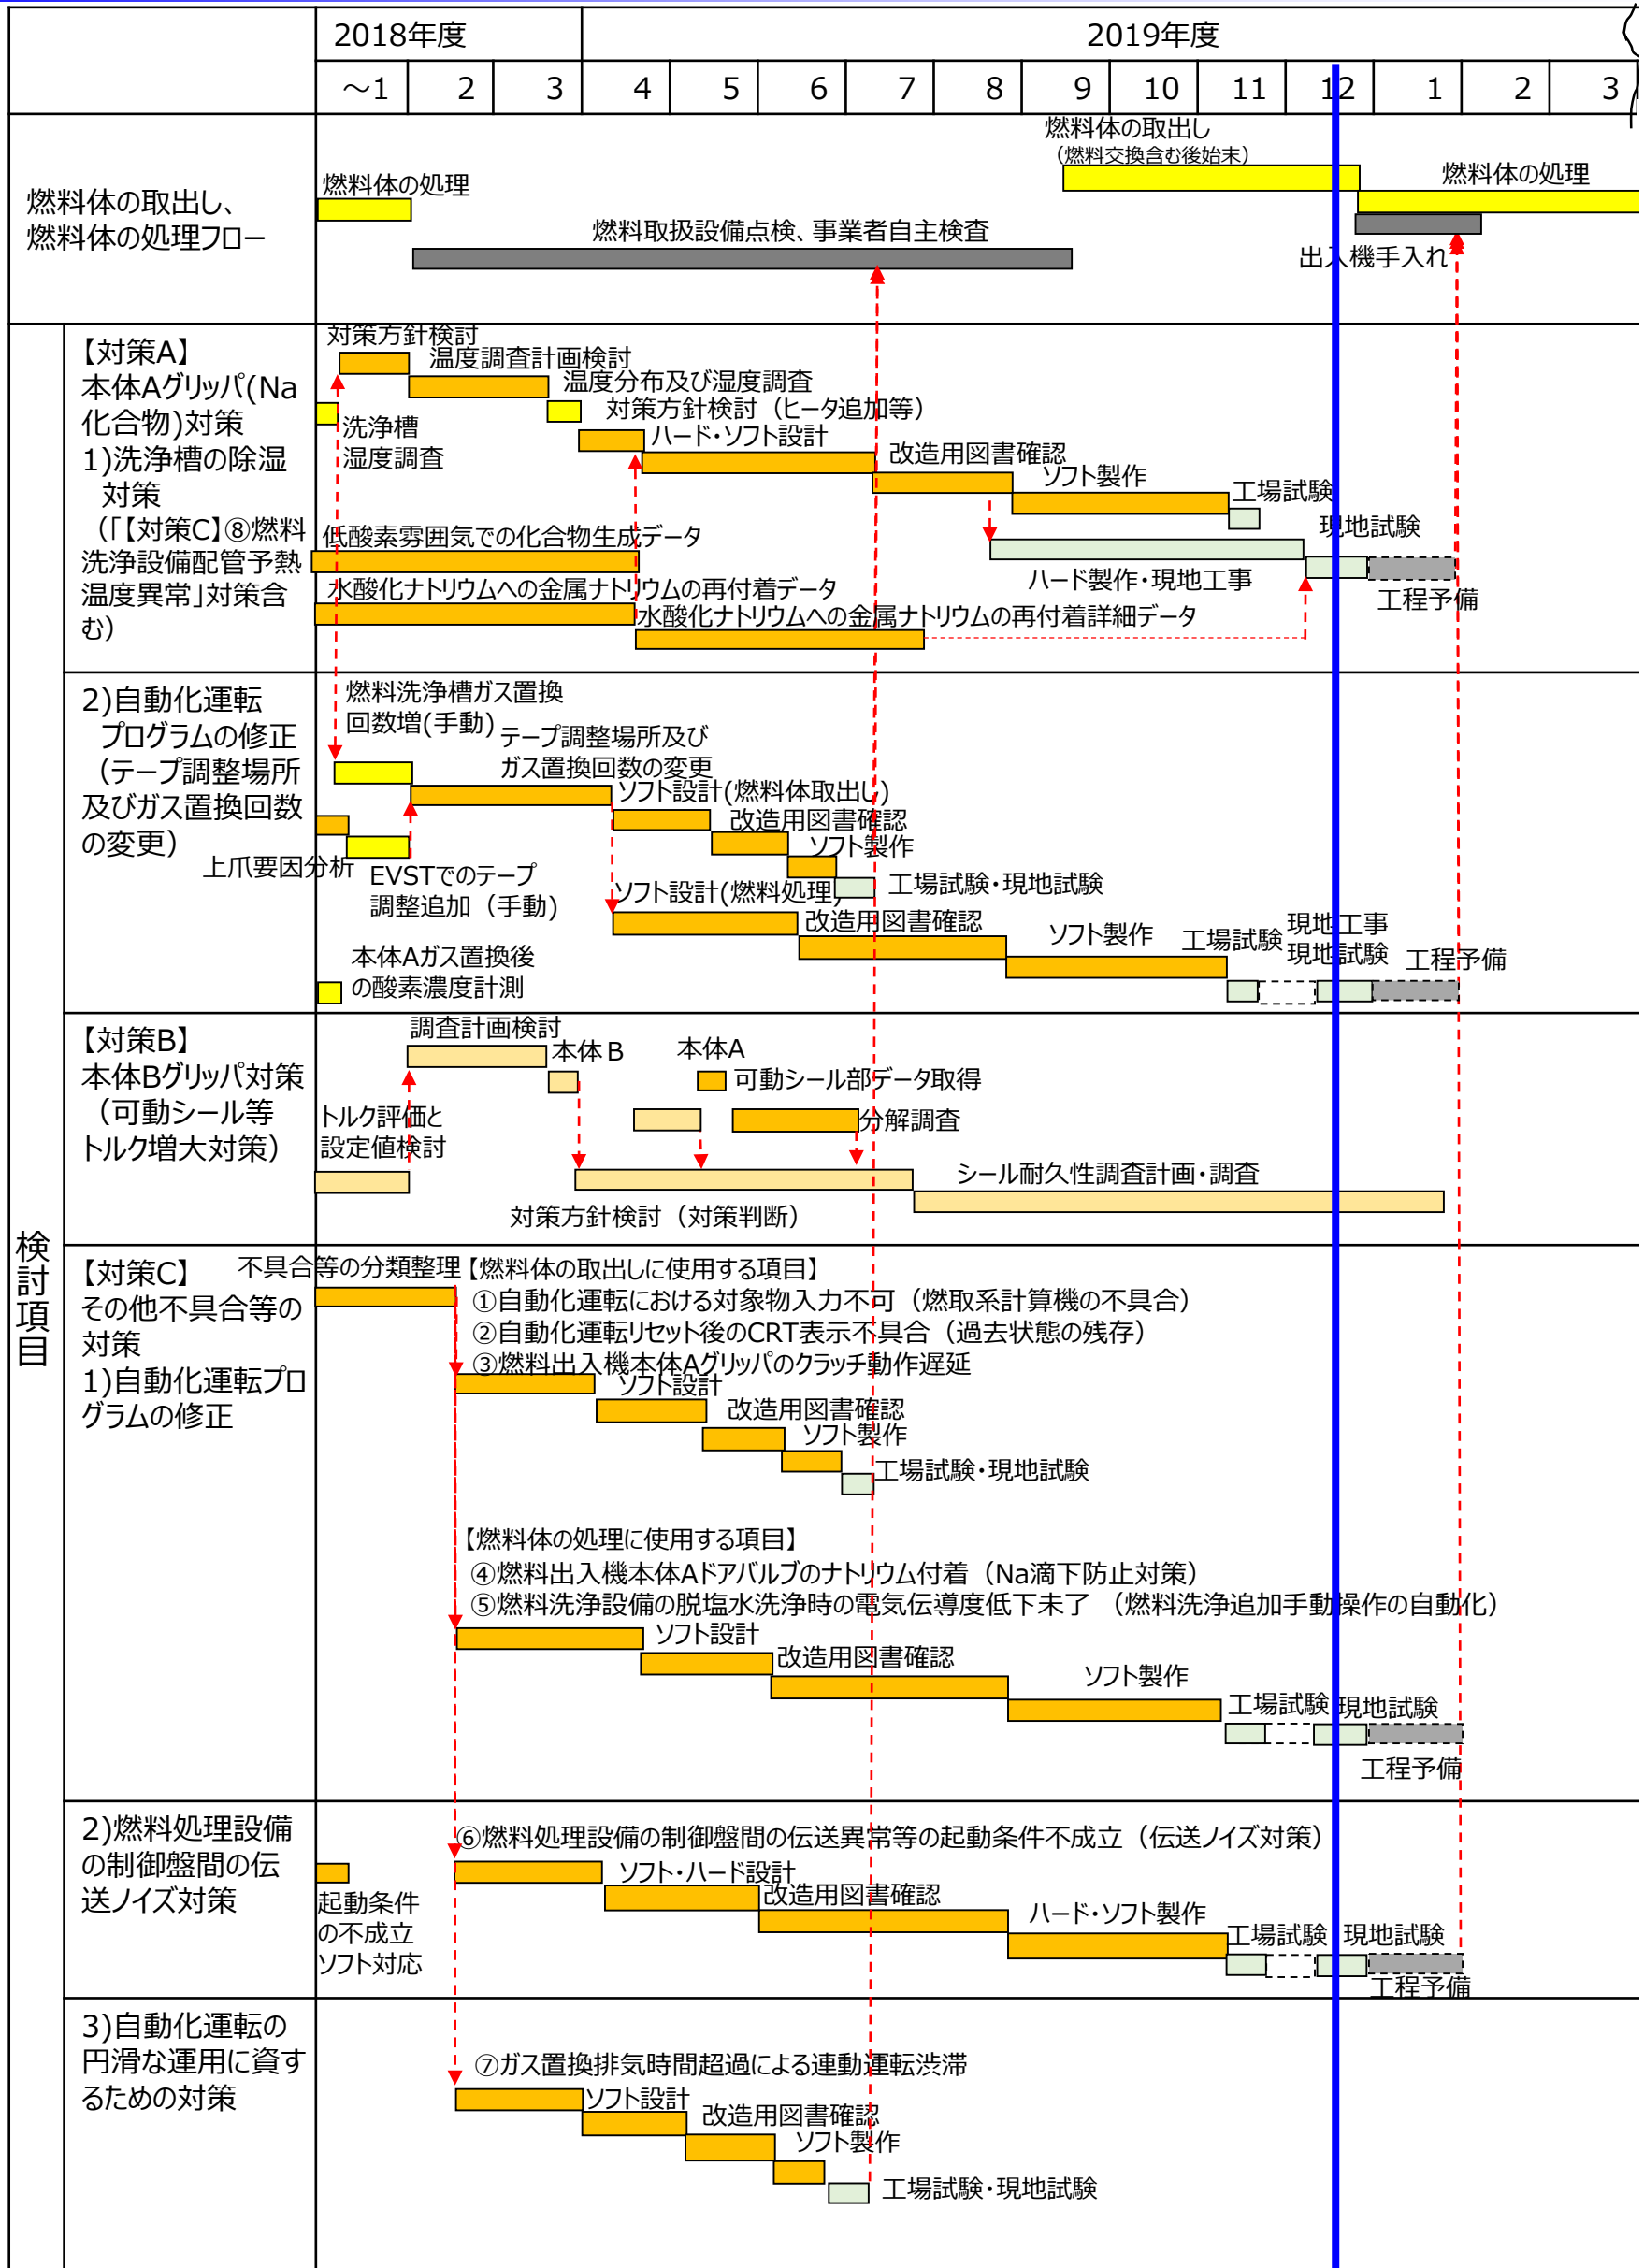 2018年度
2019年度
～1
2
3
4
5
6
7
8
9
10
11
12
1
2
3
燃料体の取出し、
燃料体の処理フロー
燃料体の処理
燃料取扱設備点検、事業者自主検査
燃料体の取出し
（燃料交換含む後始末）
燃料体の処理
出入機手入れ
検討項目
【対策A】
本体Aグリッパ(Na
化合物)対策
1)洗浄槽の除湿
対策
（「【対策C】⑧燃料
洗浄設備配管予熱
温度異常」対策含
む）
対策方針検討
温度調査計画検討
温度分布及び湿度調査
洗浄槽
湿度調査
対策方針検討（ヒータ追加等）
ハード・ソフト設計
改造用図書確認
ソフト製作
工場試験
現地試験
低酸素雰囲気での化合物生成データ
ハード製作・現地工事
工程予備
水酸化ナトリウムへの金属ナトリウムの再付着データ
水酸化ナトリウムへの金属ナトリウムの再付着詳細データ
2)自動化運転
プログラムの修正
（テープ調整場所
及びガス置換回数
の変更）
燃料洗浄槽ガス置換
回数増(手動)
テープ調整場所及び
ガス置換回数の変更
ソフト設計(燃料体取出し)
改造用図書確認
ソフト製作
工場試験・現地試験
上爪要因分析
EVSTでのテープ
調整追加（手動)
ソフト設計(燃料処理)
改造用図書確認
ソフト製作
工場試験
現地工事
現地試験
工程予備
本体Aガス置換後
の酸素濃度計測
【対策B】
本体Bグリッパ対策
（可動シール等
トルク増大対策）
調査計画検討
本体Ｂ
本体A
可動シール部データ取得
トルク評価と
設定値検討
分解調査
シール耐久性調査計画・調査
対策方針検討（対策判断）
【対策C】
その他不具合等の
対策
1)自動化運転プロ
グラムの修正
不具合等の分類整理
【燃料体の取出しに使用する項目】
①自動化運転における対象物入力不可（燃取系計算機の不具合）
②自動化運転リセット後のCRT表示不具合（過去状態の残存）
③燃料出入機本体Aグリッパのクラッチ動作遅延
ソフト設計
改造用図書確認
ソフト製作
工場試験・現地試験
【燃料体の処理に使用する項目】
④燃料出入機本体Aドアバルブのナトリウム付着（Na滴下防止対策）
⑤燃料洗浄設備の脱塩水洗浄時の電気伝導度低下未了 （燃料洗浄追加手動操作の自動化）
ソフト設計
改造用図書確認
ソフト製作
工場試験
現地試験
工程予備
2)燃料処理設備
の制御盤間の伝
送ノイズ対策
⑥燃料処理設備の制御盤間の伝送異常等の起動条件不成立（伝送ノイズ対策）
起動条件
の不成立
ソフト対応
ソフト・ハード設計
改造用図書確認
ハード・ソフト製作
工場試験
現地試験
工程予備
3)自動化運転の
円滑な運用に資す
るための対策
⑦ガス置換排気時間超過による連動運転渋滞
ソフト設計
改造用図書確認
ソフト製作
工場試験・現地試験